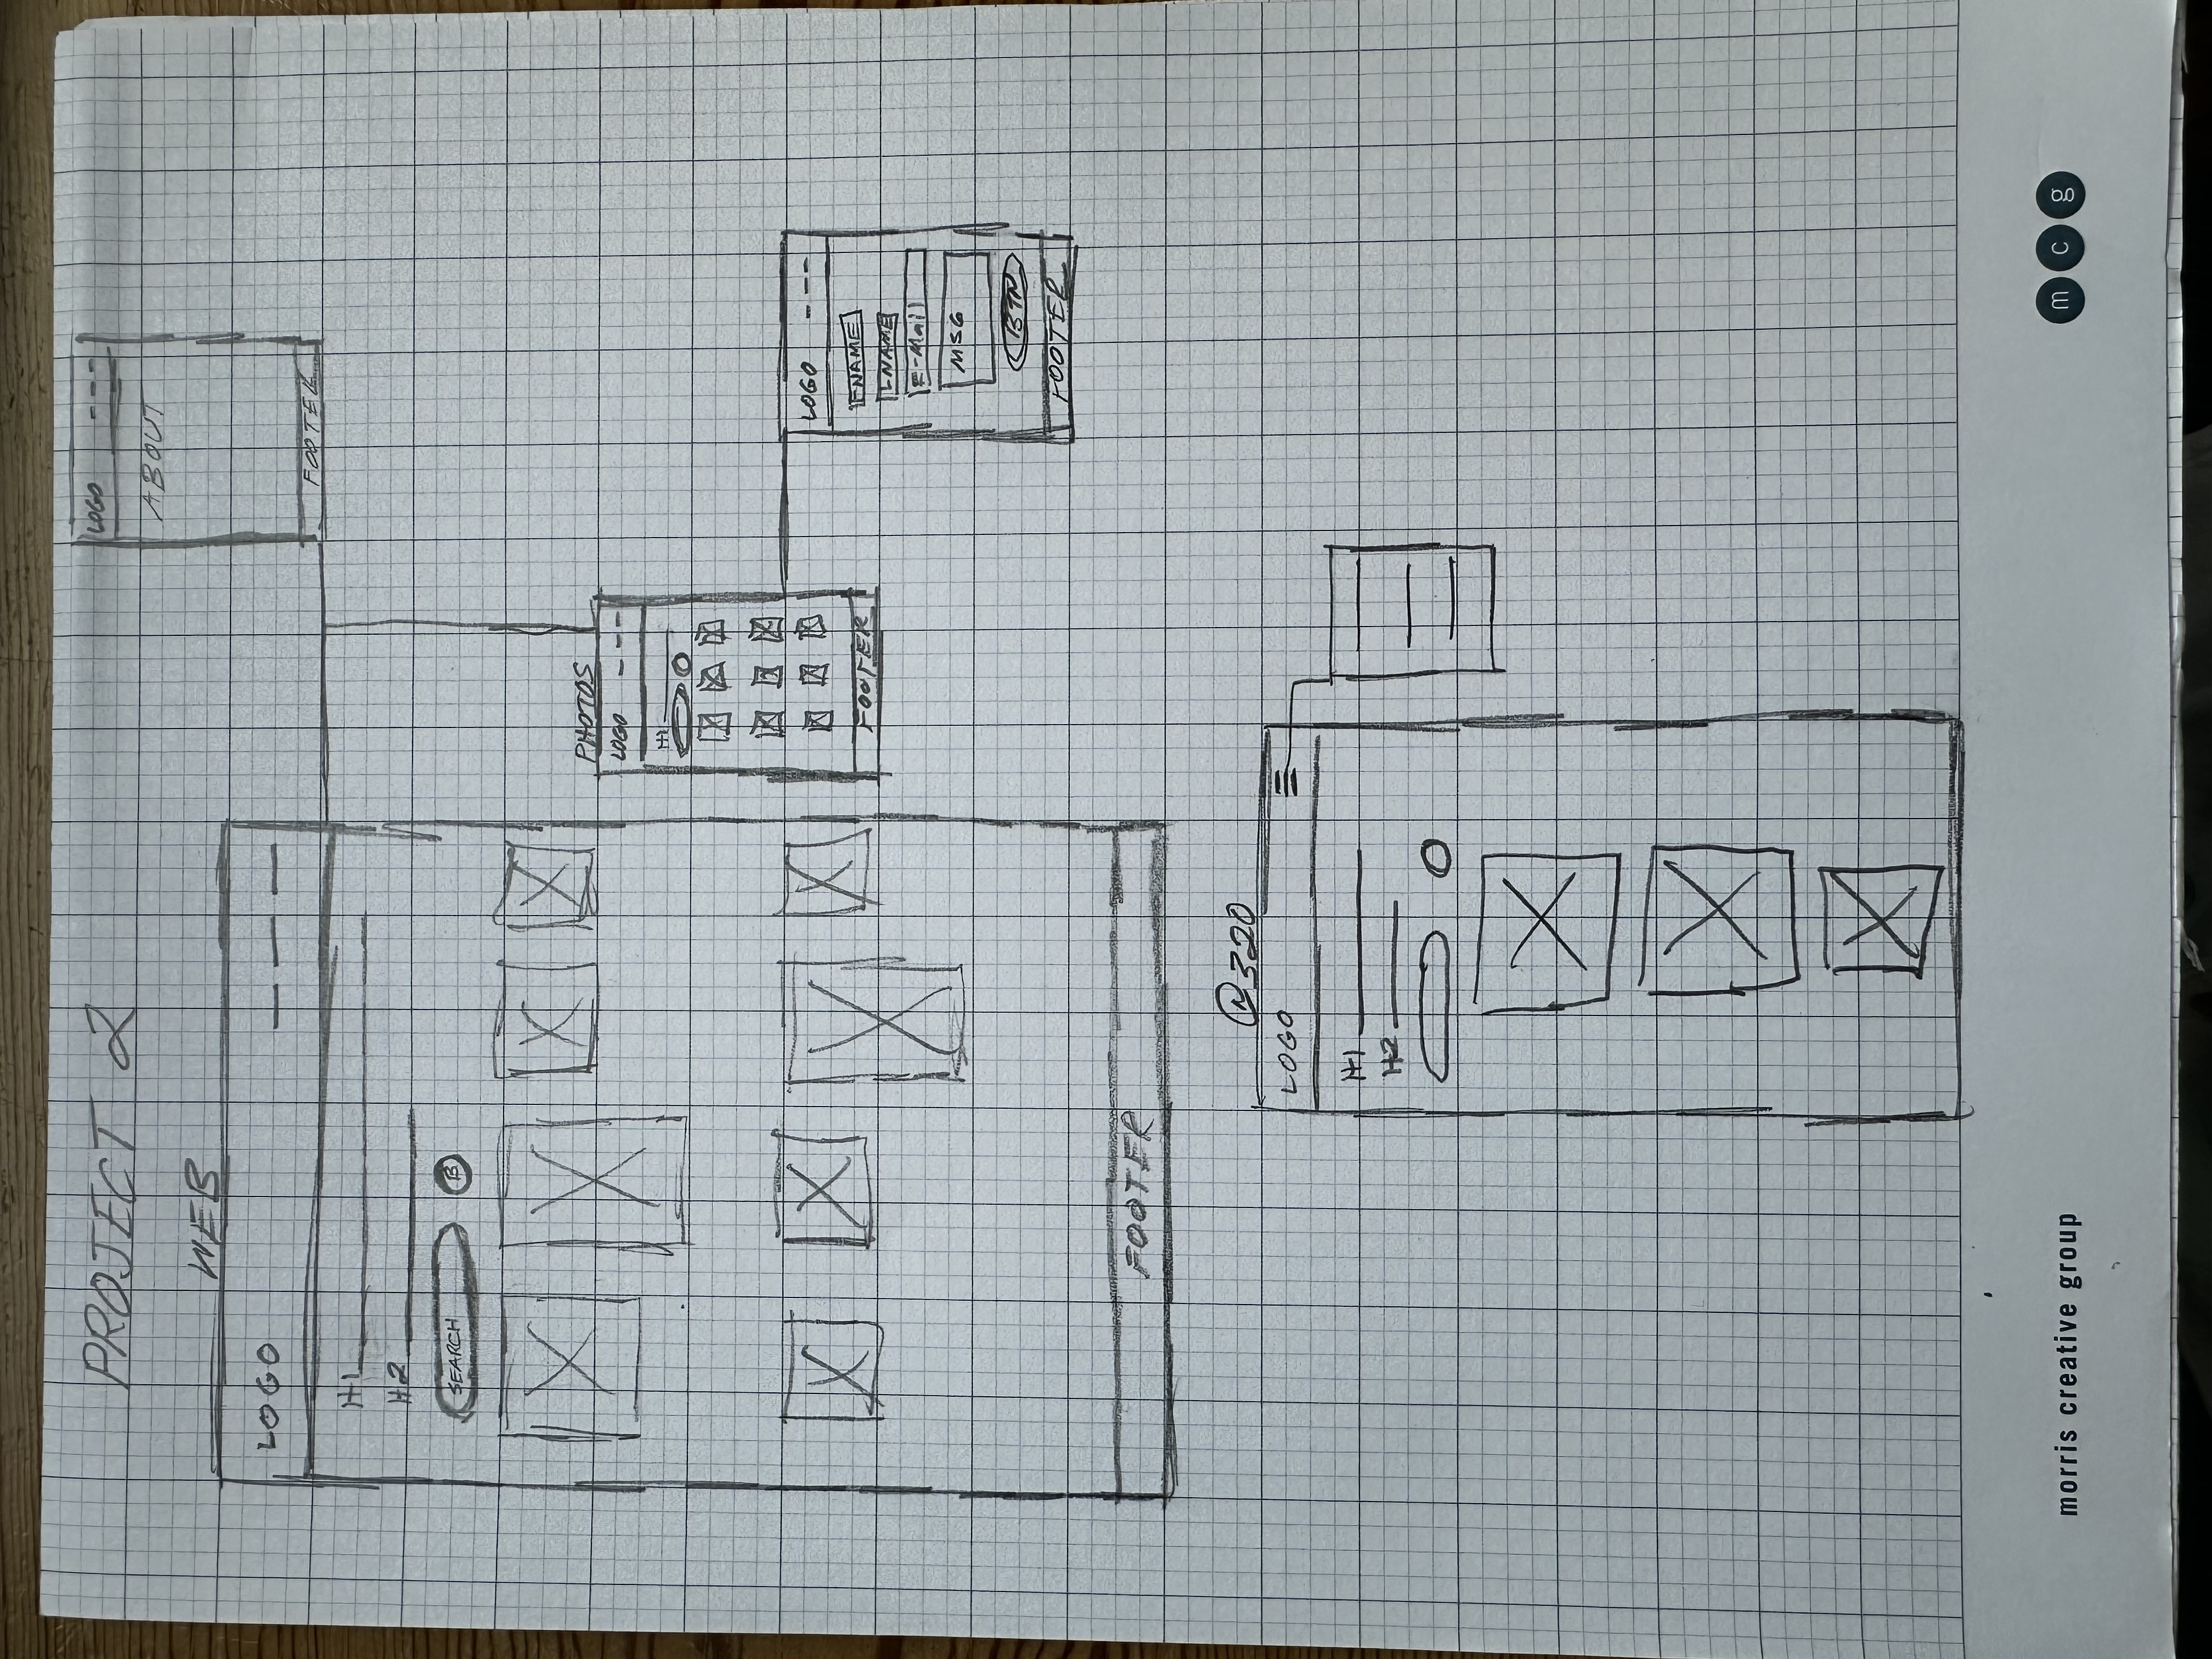 PROJECT 2
WEB
LOGO
H1
H2
SEARCH
B
FOOTER
LOGO
ABOUT
FOOTER
PHOTOS
LOGO
H1
FOOTER
LOGO
FNAME
LNAME
E-Mail
MSG
BTN
FOOTER
@320
LOGO
H1
H2
morris creative group
m c g